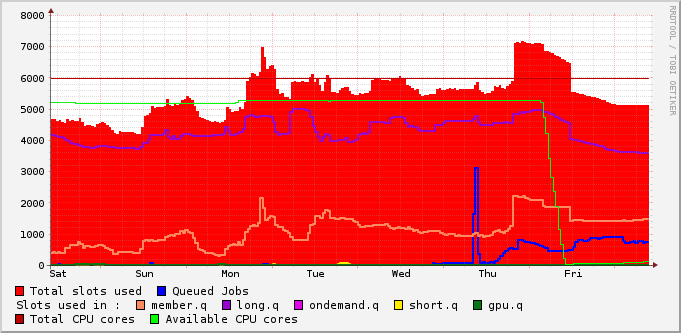 8000
7000
6000
5000
4000
3000
2000
1000
0
Sat Sun Mon Tue Wed Thu Fri
Total slots used Queued Jobs
Slots used in : member.q long.q ondemand.q short.q gpu.q
Total CPU cores Available CPU cores
RRDTOOL / TOBI OETIKER